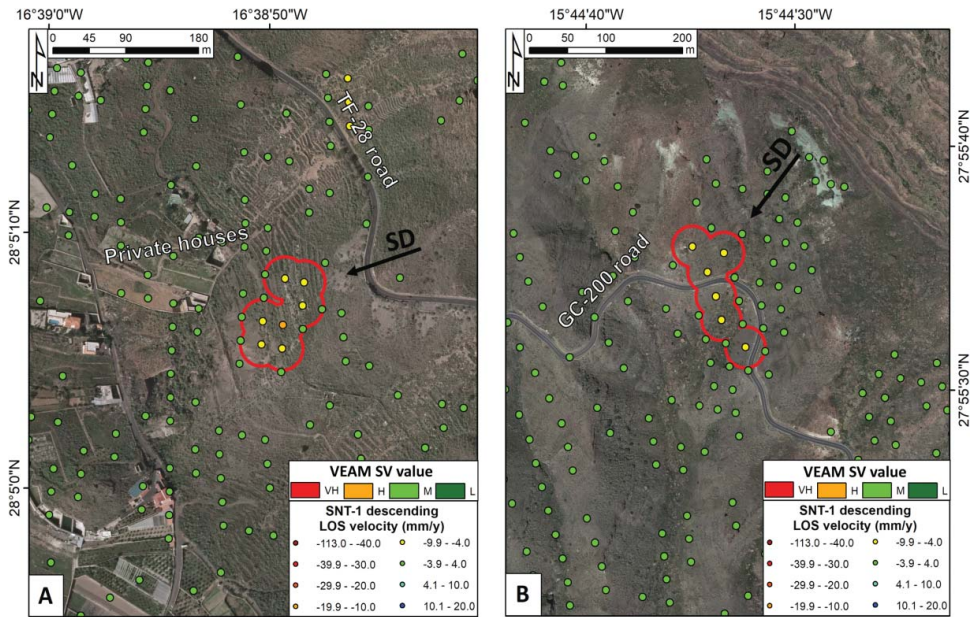 16°39'0"W
16°38'50"W
0 45 90 180
m
N
TF-28 road
SD
Private houses
28°5'10"N
28°5'0"N
VEAM SV value
VH H M L
SNT-1 descending
LOS velocity (mm/y)
-113.0 - -40.0 -9.9 - -4.0
-39.9 - -30.0 -3.9 - 4.0
-29.9 - -20.0 4.1 - 10.0
-19.9 - -10.0 10.1 - 20.0
A
15°44'40"W
15°44'30"W
0 50 100 200
m
N
SD
GC-200 road
27°55'40"N
27°55'30"N
VEAM SV value
VH H M L
SNT-1 descending
LOS velocity (mm/y)
-113.0 - -40.0 -9.9 - -4.0
-39.9 - -30.0 -3.9 - 4.0
-29.9 - -20.0 4.1 - 10.0
-19.9 - -10.0 10.1 - 20.0
B